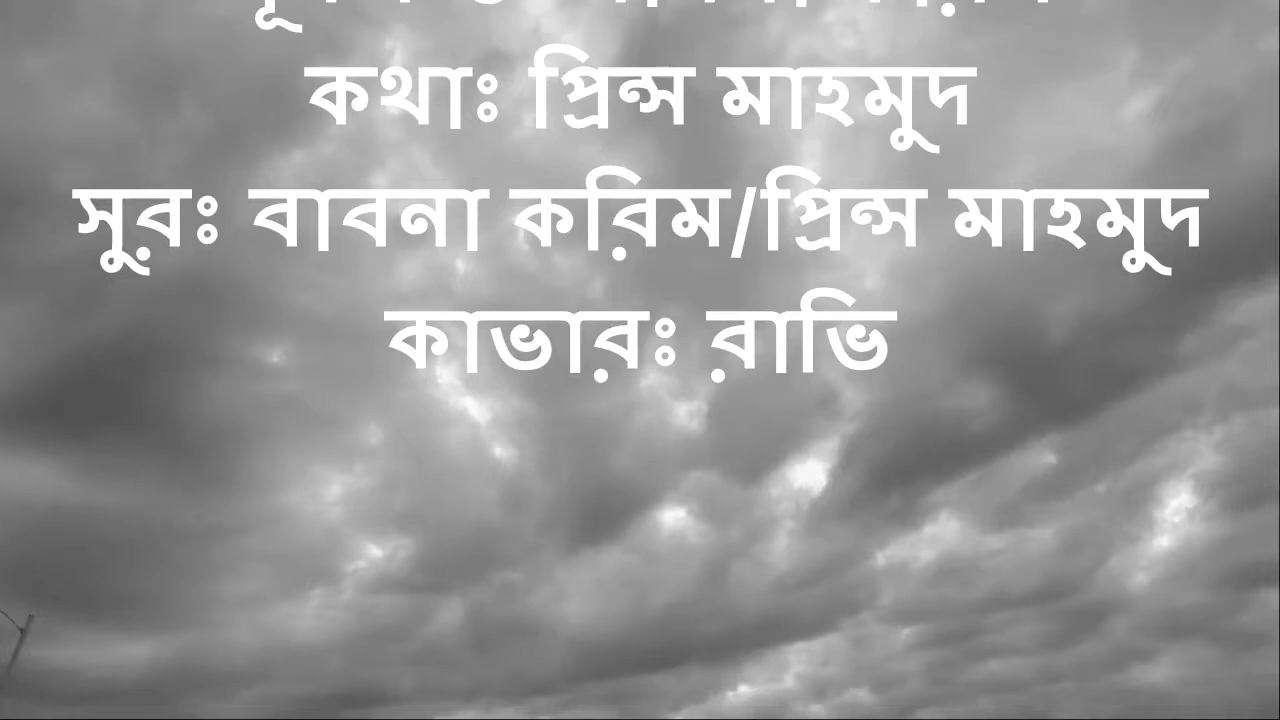 কথাঃ প্রিন্স মাহমুদ
সুরঃ বাবনা করিম/প্রিন্স মাহমুদ
কাভারঃ রাভি